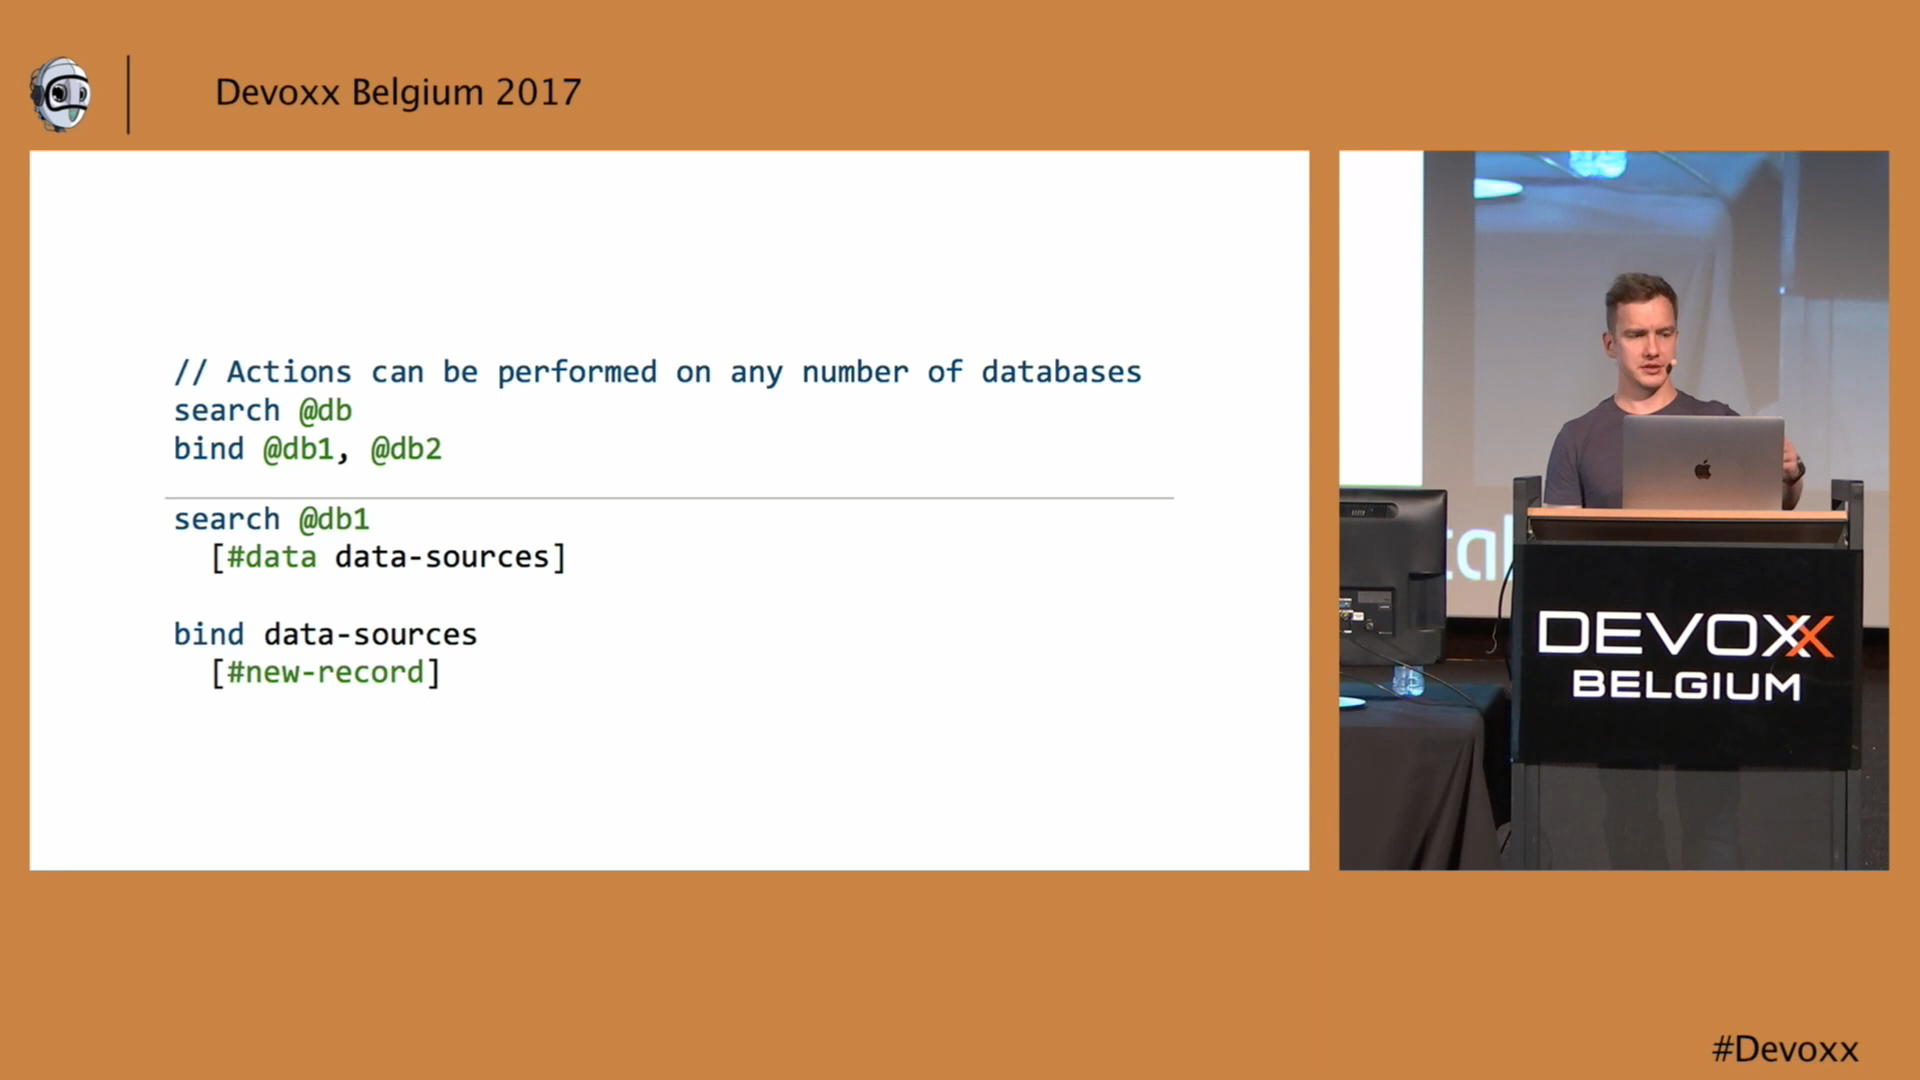 Devoxx Belgium 2017
// Actions can be performed on any number of databases
search @db
bind @db1, @db2
search @db1
[#data data-sources]
bind data-sources
[#new-record]
DEVOXX
BELGIUM
#Devoxx